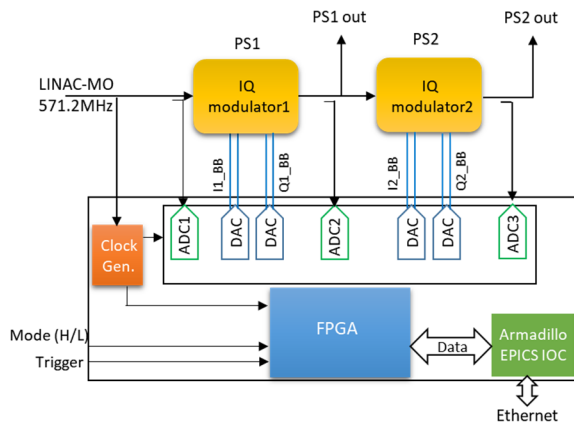 PS1 out
PS2 out
PS1
PS2
LINAC-MO
571.2MHz
IQ
modulator1
IQ
modulator2
I1_BB
Q1_BB
I2_BB
Q2_BB
ADC1
DAC
DAC
ADC2
DAC
DAC
ADC3
Clock
Gen.
FPGA
Mode (H/L)
Trigger
Data
Armadillo
EPICS IOC
Ethernet